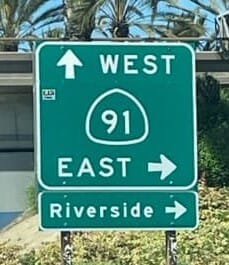 ↑ WEST
91
EAST →
Riverside →